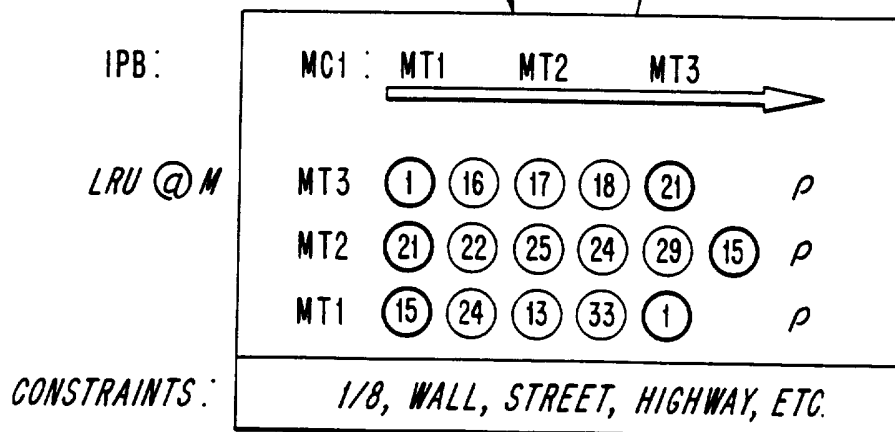 IPB: MC1: MT1 MT2 MT3
LRU @ M MT3 1 16 17 18 21 ρ
MT2 21 22 25 24 29 15 ρ
MT1 15 24 13 33 1 ρ
CONSTRAINTS: 1/8, WALL, STREET, HIGHWAY, ETC.